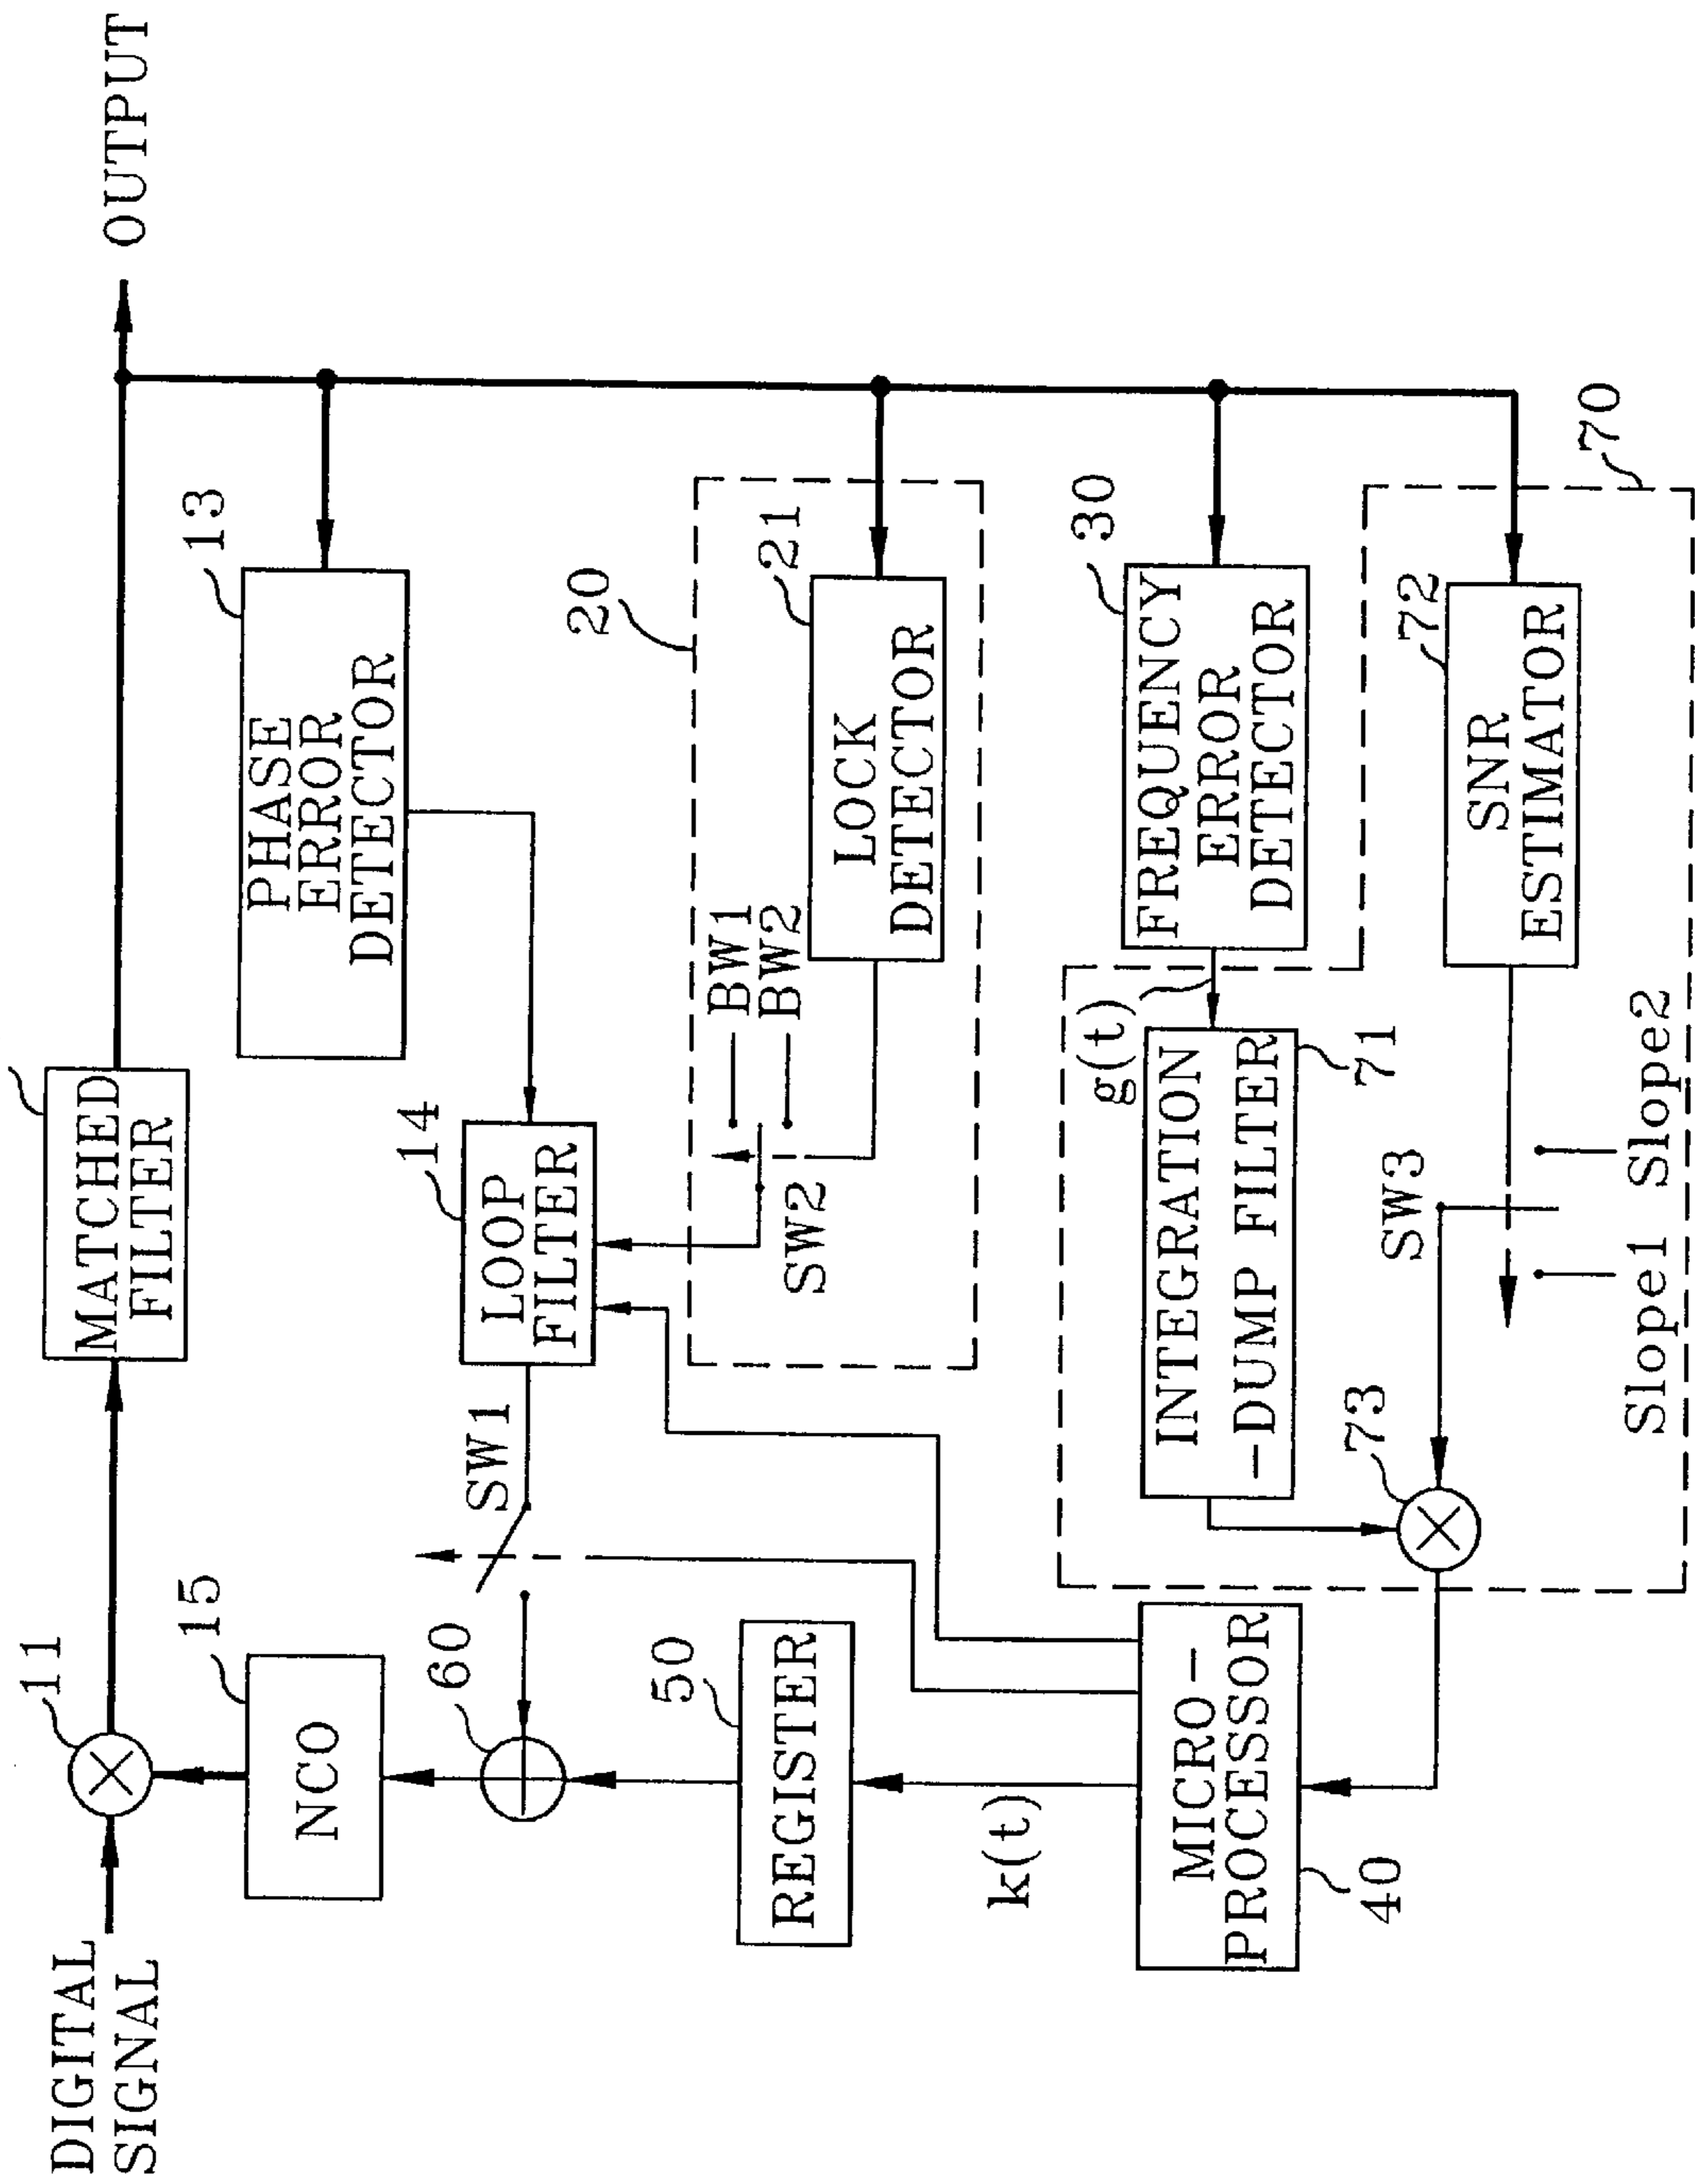 DIGITAL
SIGNAL
11
MATCHED
FILTER
OUTPUT
15
NCO
13
PHASE
ERROR
DETECTOR
60
SW1
14
LOOP
FILTER
20
BW1
BW2
SW2
21
LOCK
DETECTOR
50
REGISTER
k(t)
MICRO-
PROCESSOR
40
g(t)
INTEGRATION
-DUMP FILTER
71
30
FREQUENCY
ERROR
DETECTOR
73
SW3
72
SNR
ESTIMATOR
70
Slope1 Slope2